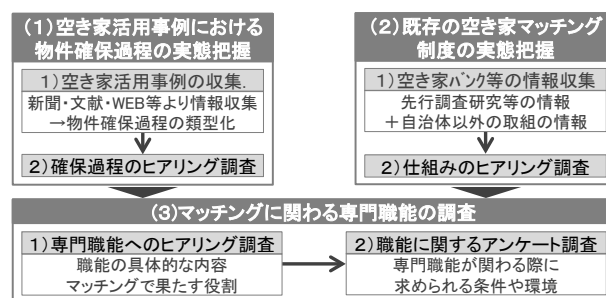 (1)空き家活用事例における
物件確保過程の実態把握
1)空き家活用事例の収集.
新聞・文献・WEB等より情報収集
→物件確保過程の類型化
2)確保過程のヒアリング調査
(2)既存の空き家マッチング
制度の実態把握
1)空き家バンク等の情報収集
先行調査研究等の情報
+自治体以外の取組の情報
2)仕組みのヒアリング調査
(3)マッチングに関わる専門職能の調査
1)専門職能へのヒアリング調査
職能の具体的な内容
マッチングで果たす役割
2)職能に関するアンケート調査
専門職能が関わる際に
求められる条件や環境